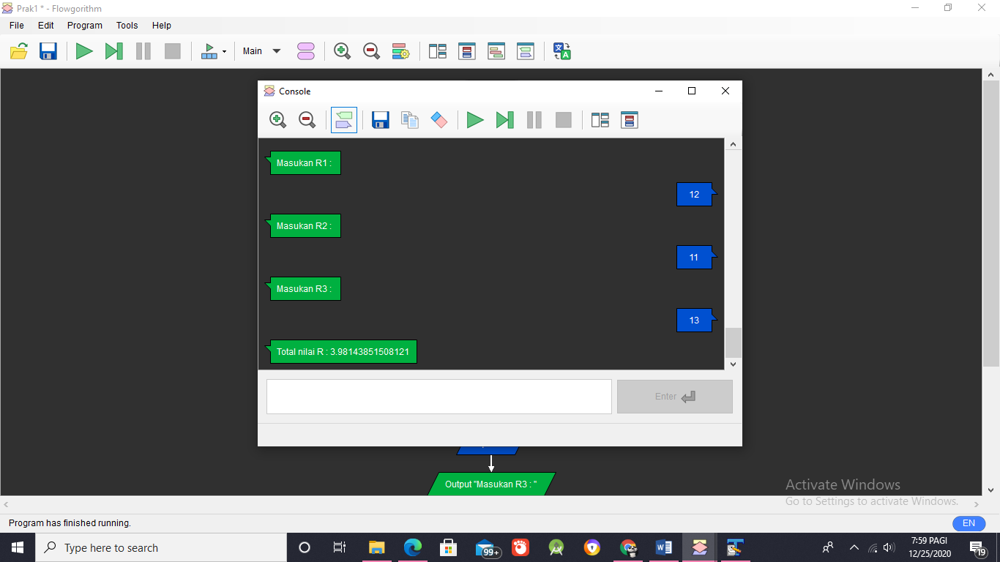 Prak1 * - Flowgorithm
File Edit Program Tools Help
Main
Console
Masukan R1 :
12
Masukan R2 :
11
Masukan R3 :
13
Total nilai R : 3.98143851508121
Enter
Output "Masukan R3 : "
Activate Windows
Go to Settings to activate Windows.
Program has finished running.
EN
Type here to search
99+
7:59 PAGI
12/25/2020
19